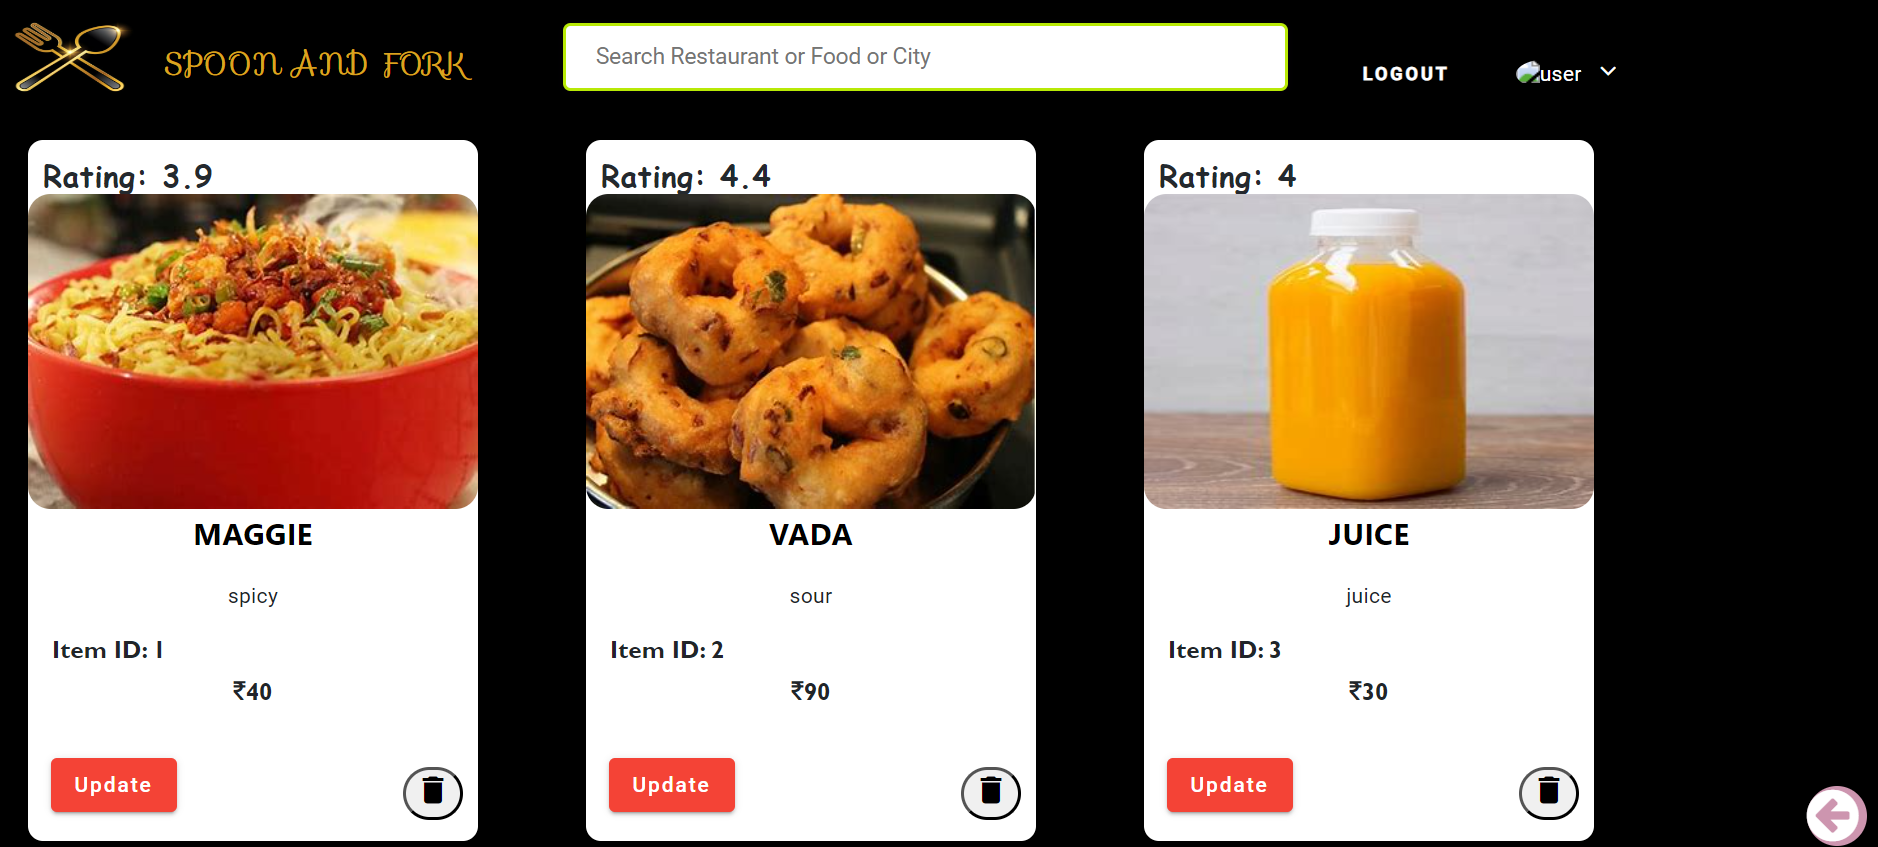 SPOON AND FORK
Search Restaurant or Food or City
LOGOUT
user
Rating: 3.9
MAGGIE
spicy
Item ID: 1
₹40
Update
Rating: 4.4
VADA
sour
Item ID: 2
₹90
Update
Rating: 4
JUICE
juice
Item ID: 3
₹30
Update